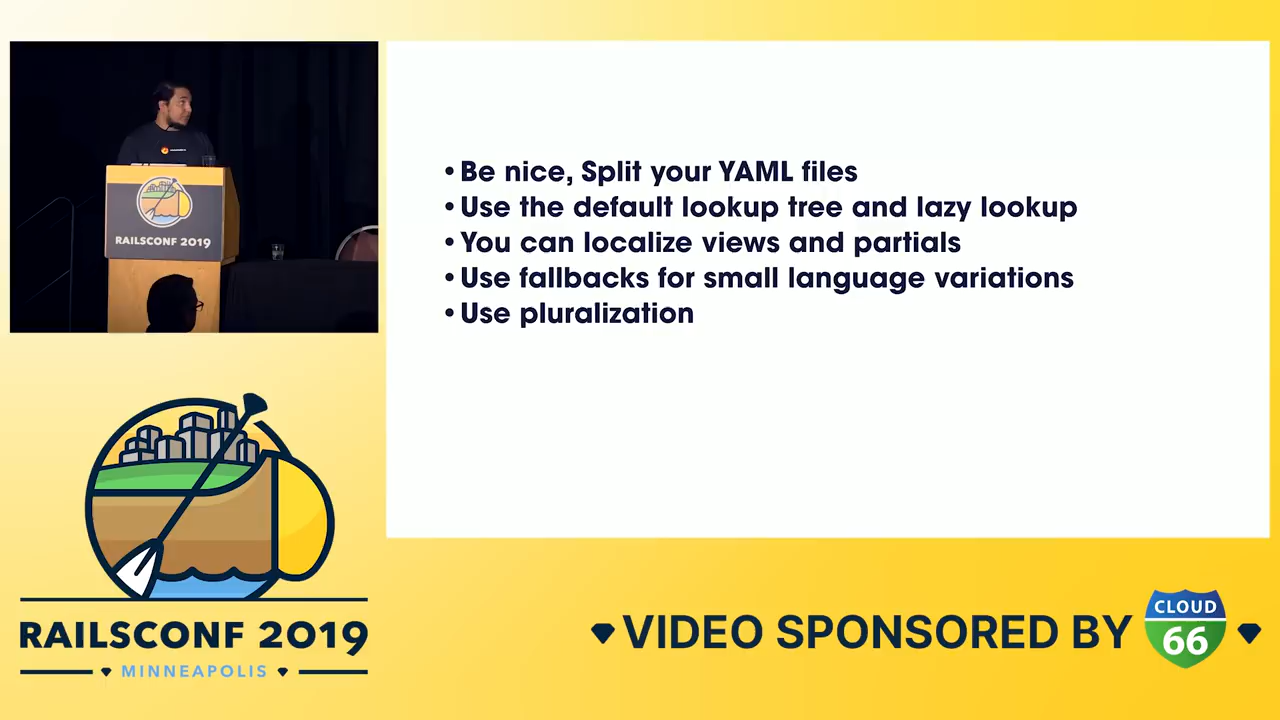 RAILSCONF 2019
• Be nice, Split your YAML files
• Use the default lookup tree and lazy lookup
• You can localize views and partials
• Use fallbacks for small language variations
• Use pluralization
RAILSCONF 2019
MINNEAPOLIS
VIDEO SPONSORED BY
CLOUD
66